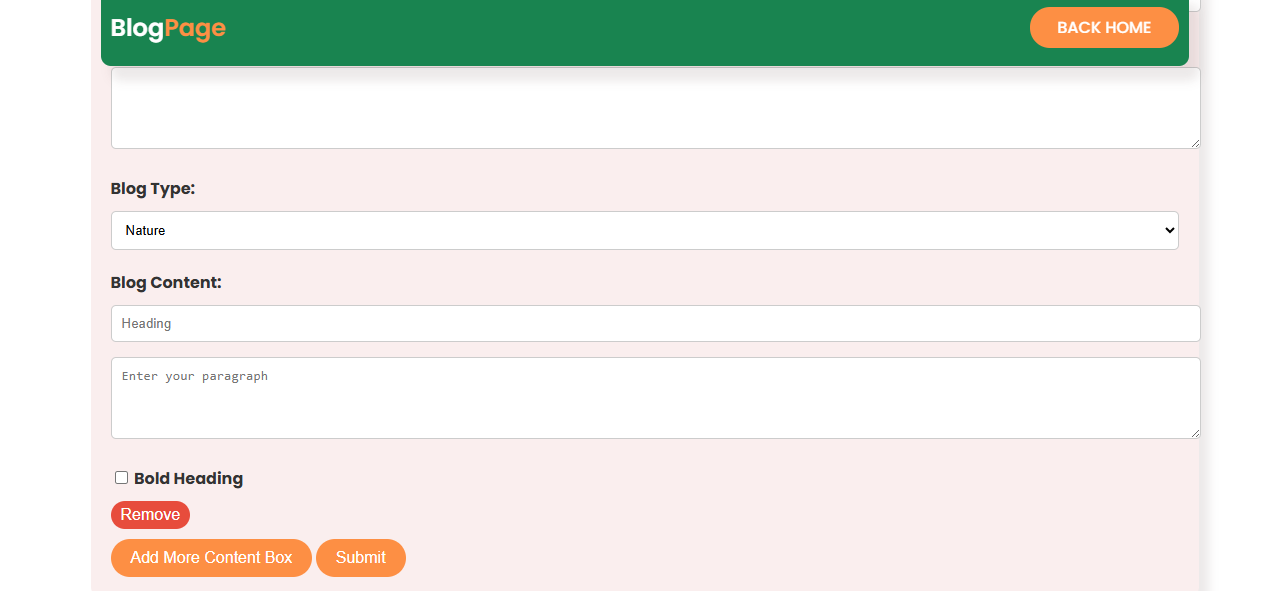 BlogPage
BACK HOME
Blog Type:
Nature
Blog Content:
Heading
Enter your paragraph
Bold Heading
Remove
Add More Content Box
Submit